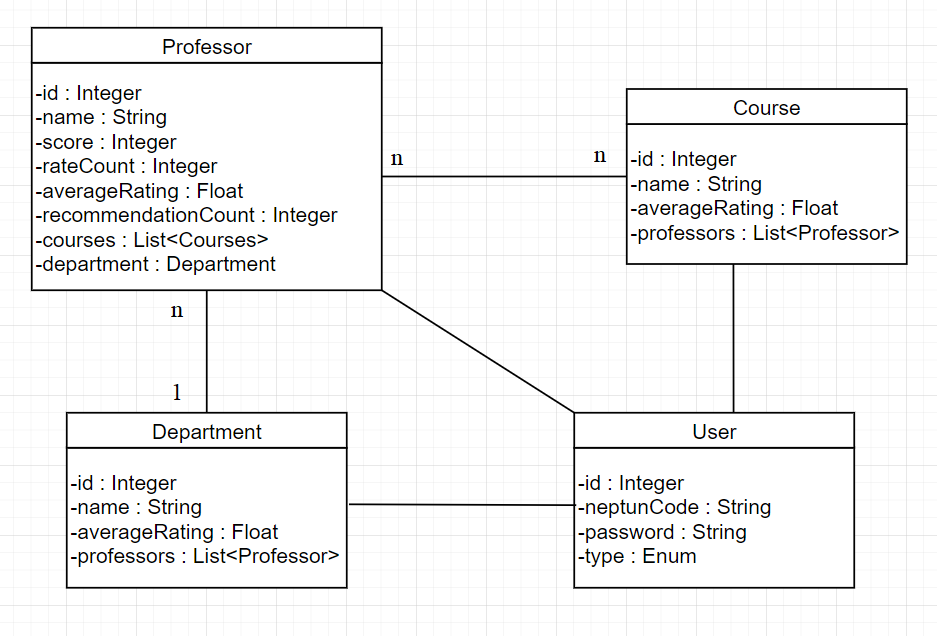 Professor
-id : Integer
-name : String
-score : Integer
-rateCount : Integer
-averageRating : Float
-recommendationCount : Integer
-courses : List<Courses>
-department : Department
n
n
Course
-id : Integer
-name : String
-averageRating : Float
-professors : List<Professor>
n
1
Department
-id : Integer
-name : String
-averageRating : Float
-professors : List<Professor>
User
-id : Integer
-neptunCode : String
-password : String
-type : Enum